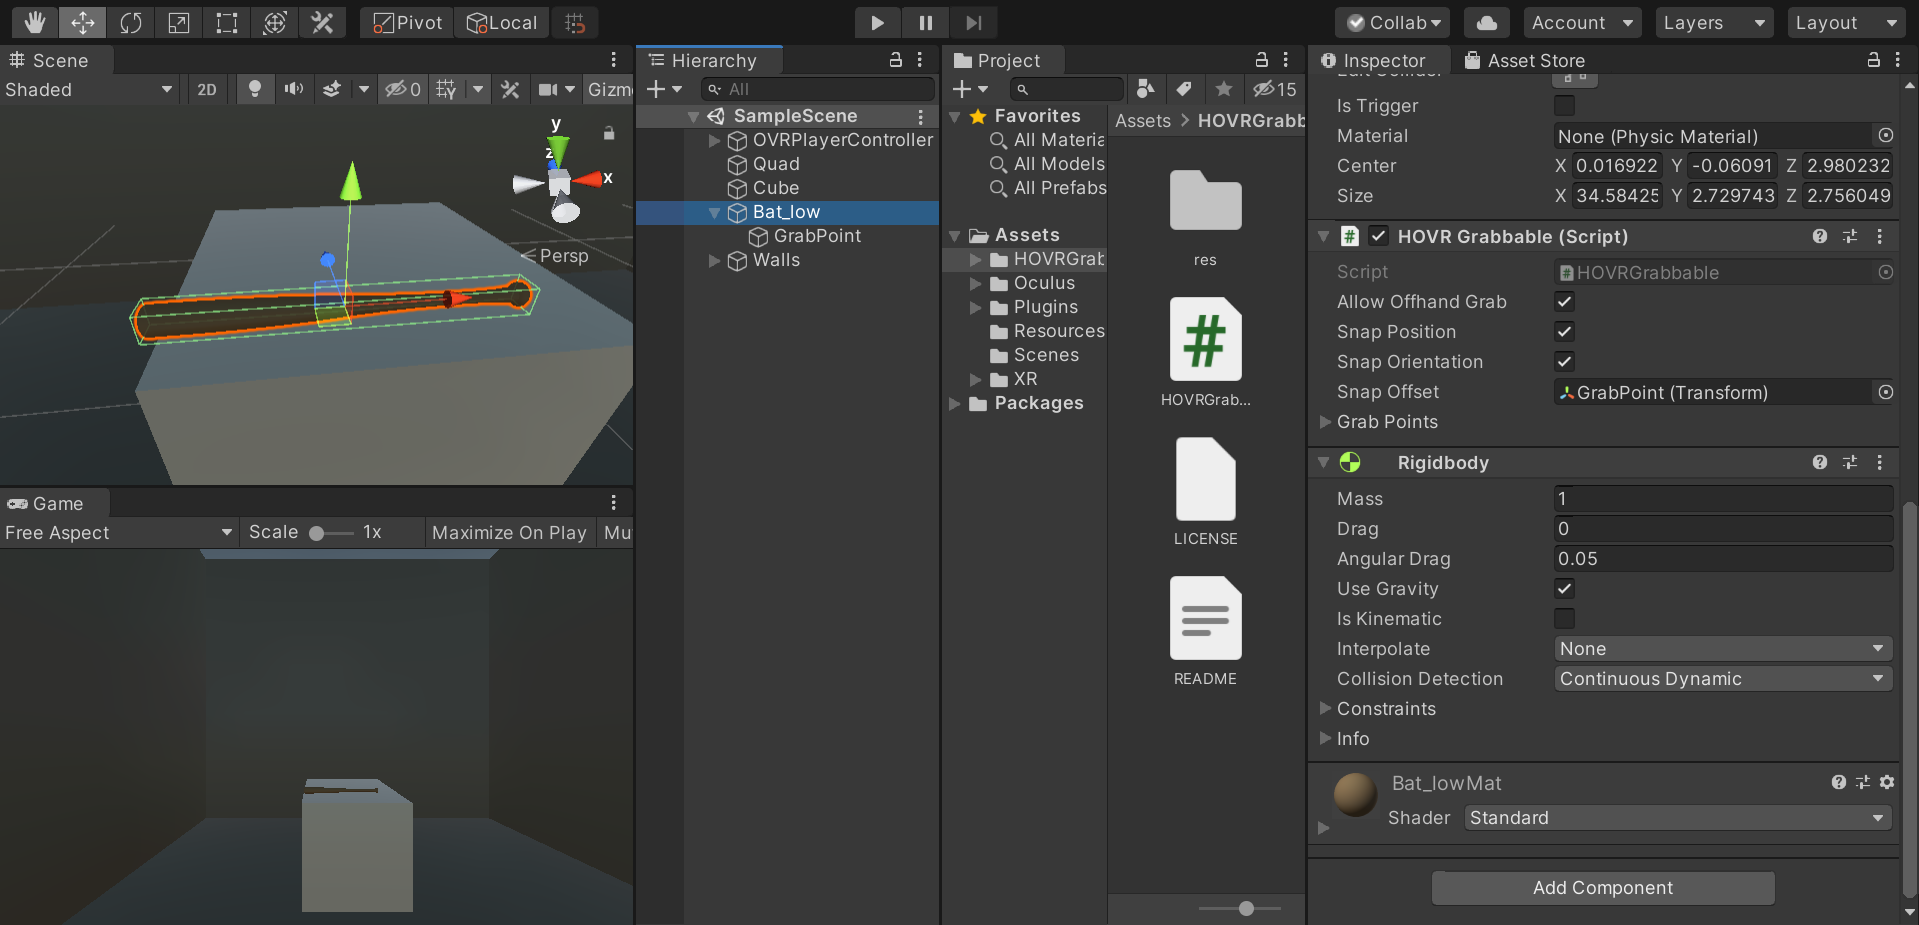 Pivot
Local
Collab
Account
Layers
Layout
Scene
Shaded
2D
0
Gizm
y
z
x
Persp
Game
Free Aspect
Scale
1x
Maximize On Play
Mu
Hierarchy
All
SampleScene
OVRPlayerController
Quad
Cube
Bat_low
GrabPoint
Walls
Project
15
Favorites
All Materia
All Models
All Prefabs
Assets
HOVRGrab
Oculus
Plugins
Resources
Scenes
XR
Packages
Assets > HOVRGrabb
res
HOVRGrab...
LICENSE
README
Inspector
Asset Store
Edit Collider
Is Trigger
Material None (Physic Material)
Center X 0.016922 Y -0.06091 Z 2.980232
Size X 34.58425 Y 2.729743 Z 2.756049
# HOVR Grabbable (Script)
Script # HOVRGrabbable
Allow Offhand Grab
Snap Position
Snap Orientation
Snap Offset GrabPoint (Transform)
Grab Points
Rigidbody
Mass 1
Drag 0
Angular Drag 0.05
Use Gravity
Is Kinematic
Interpolate None
Collision Detection Continuous Dynamic
Constraints
Info
Bat_lowMat
Shader Standard
Add Component